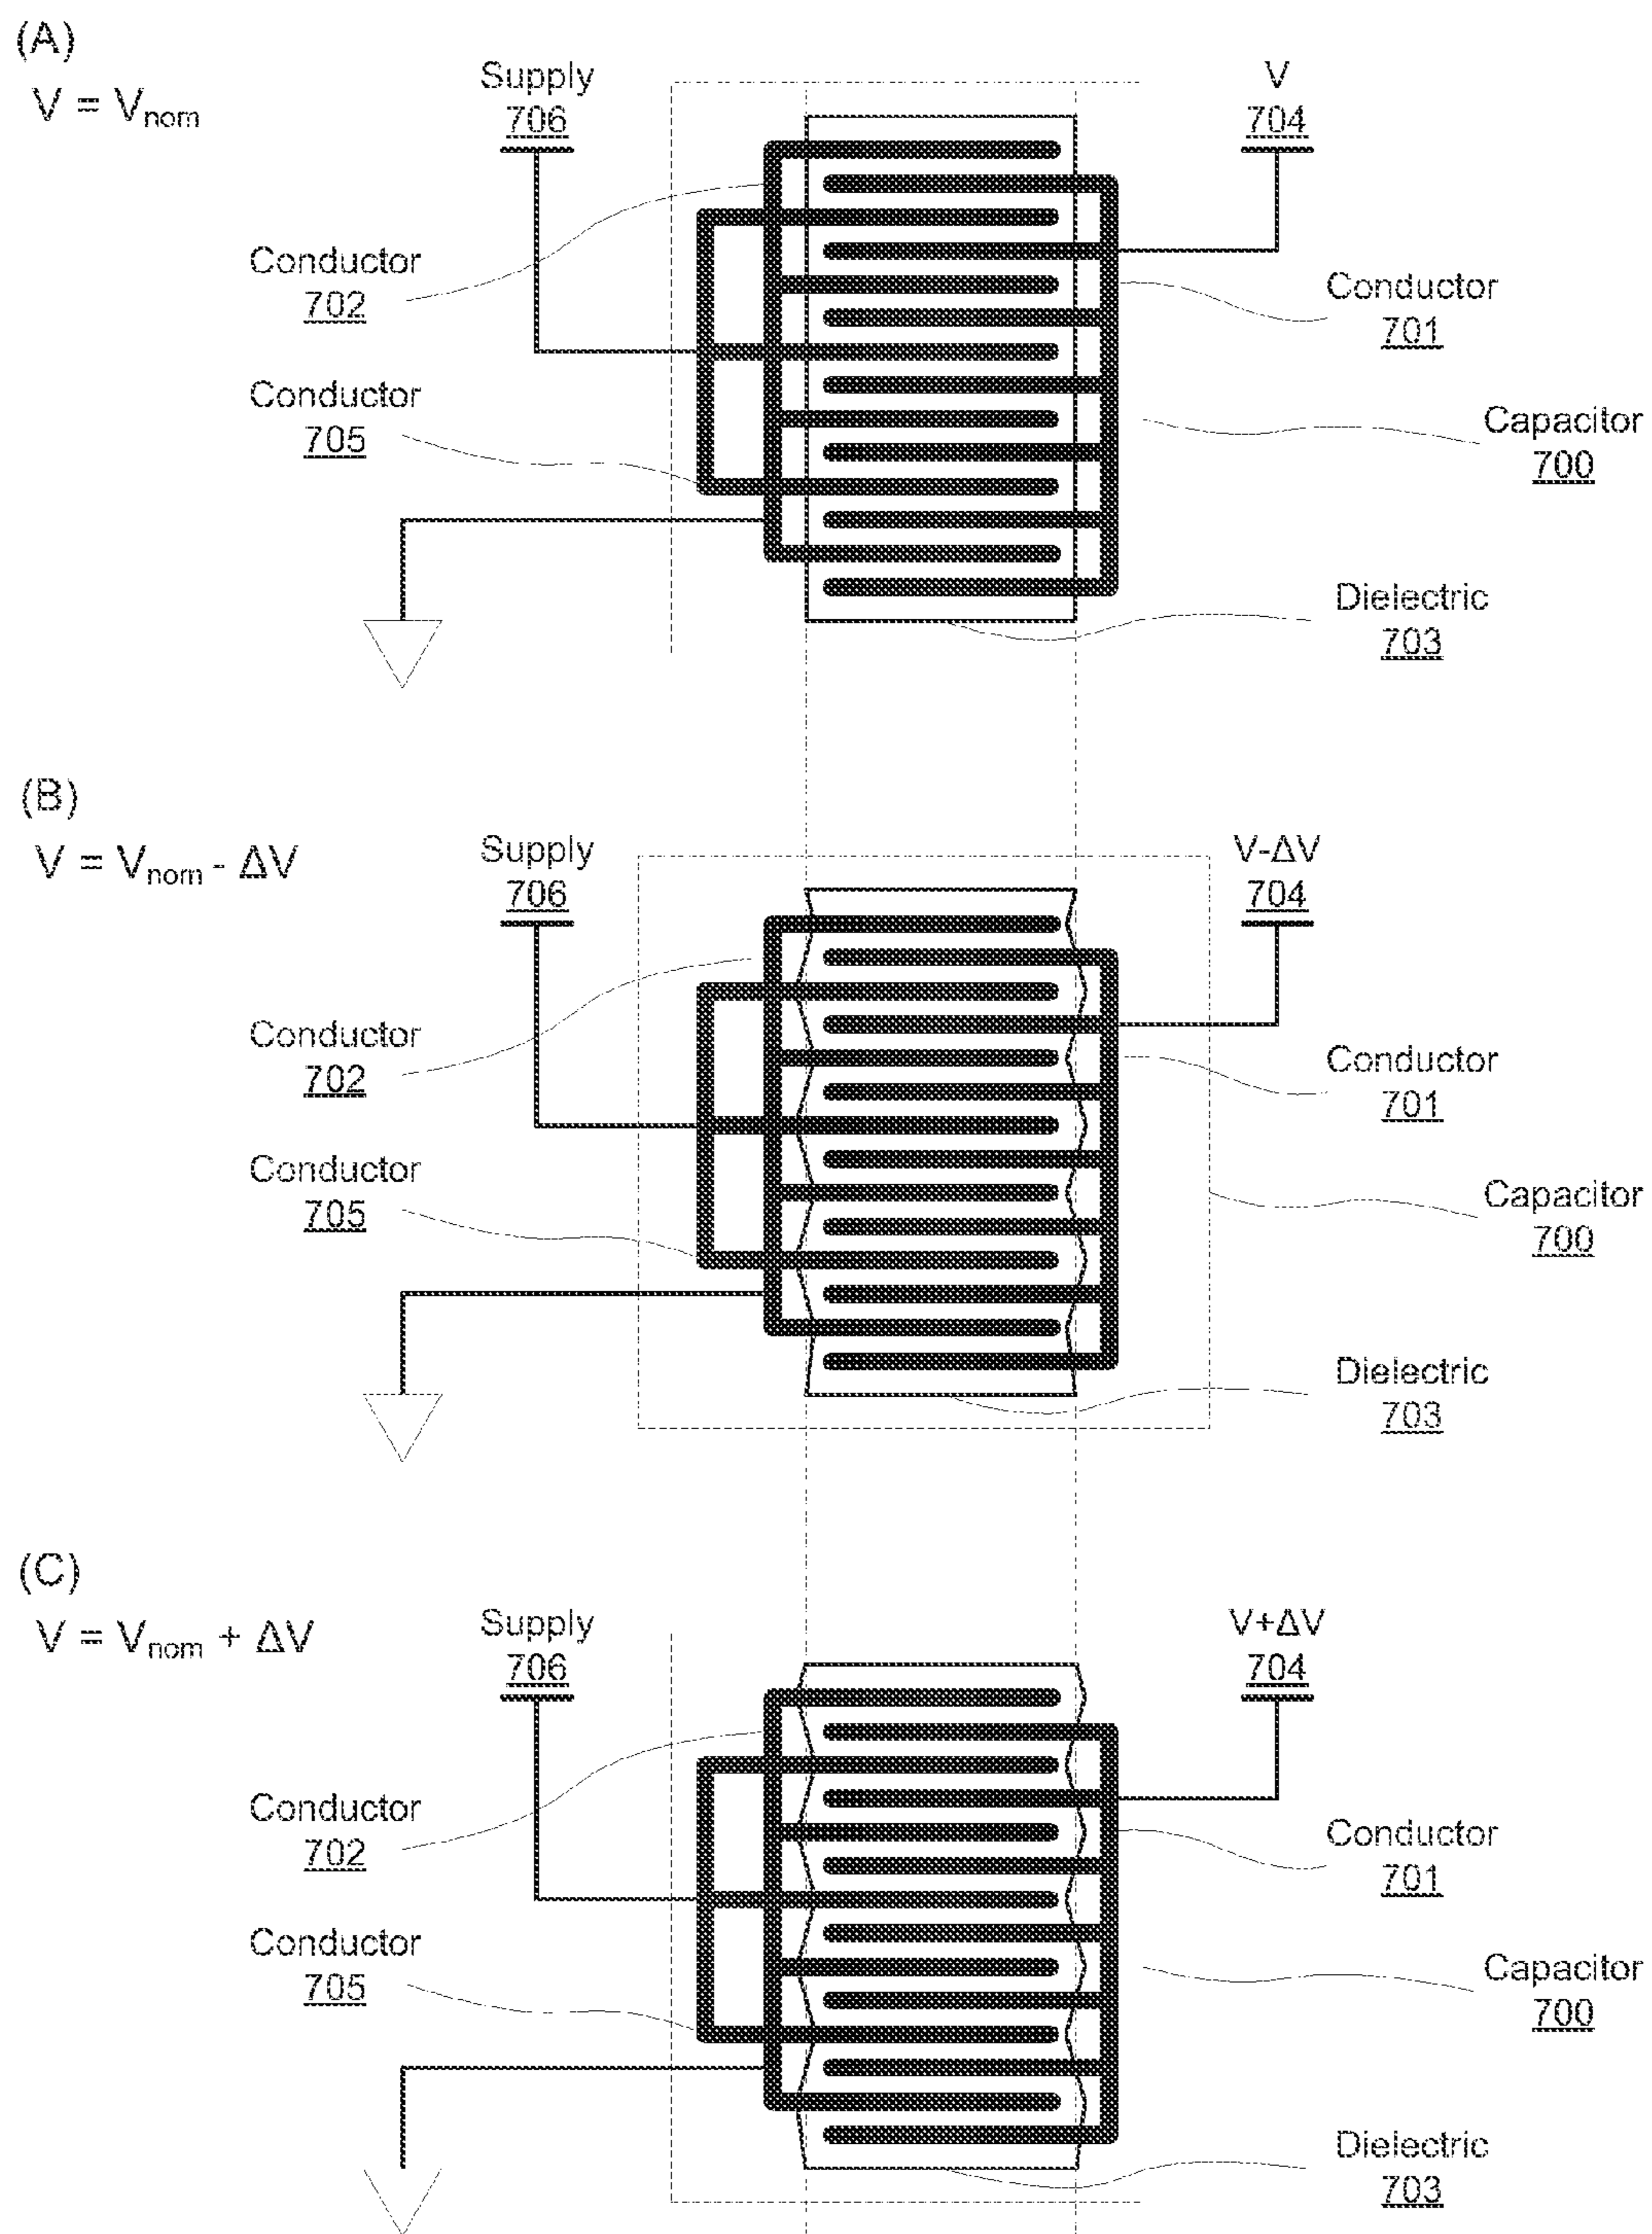 (A)
V = Vnom
Supply
706
V
704
Conductor
702
Conductor
701
Conductor
705
Capacitor
700
Dielectric
703
(B)
V = Vnom - ΔV
Supply
706
V-ΔV
704
Conductor
702
Conductor
701
Conductor
705
Capacitor
700
Dielectric
703
(C)
V = Vnom + ΔV
Supply
706
V+ΔV
704
Conductor
702
Conductor
701
Conductor
705
Capacitor
700
Dielectric
703